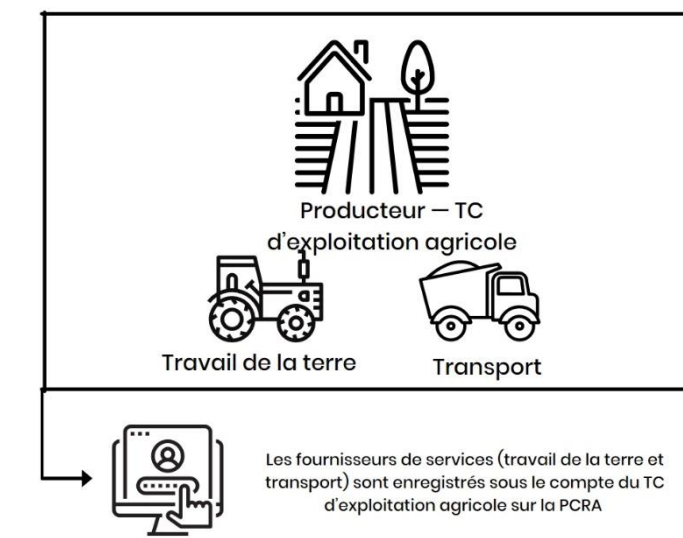 Producteur — TC
d'exploitation agricole
Travail de la terre
Transport
Les fournisseurs de services (travail de la terre et
transport) sont enregistrés sous le compte du TC
d'exploitation agricole sur la PCRA